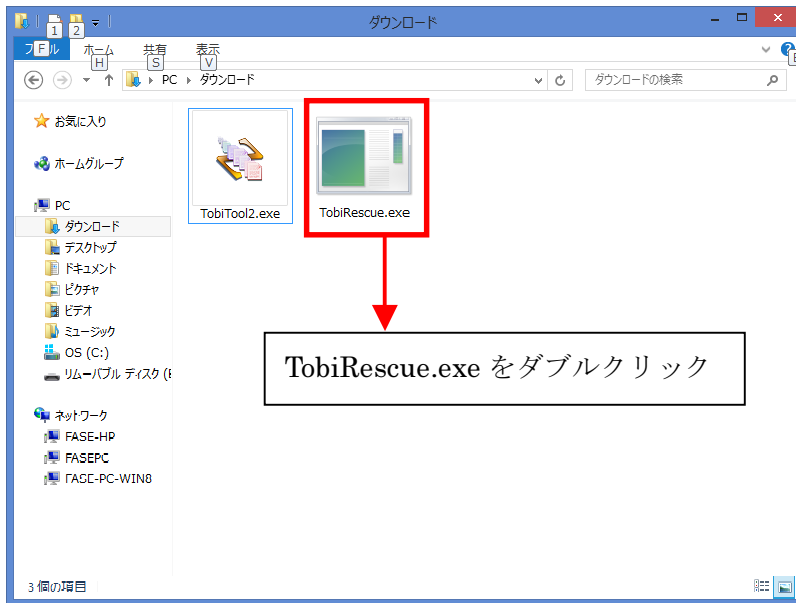 ダウンロード
1 2
F
ホーム 共有 表示
H S V
PC ダウンロード
ダウンロードの検索
お気に入り
ホームグループ
PC
ダウンロード
デスクトップ
ドキュメント
ピクチャ
ビデオ
ミュージック
OS (C:)
リムーバブル ディスク (E
ネットワーク
FASE-HP
FASEPC
FASE-PC-WIN8
TobiTool2.exe
TobiRescue.exe
TobiRescue.exe をダブルクリック
3 個の項目